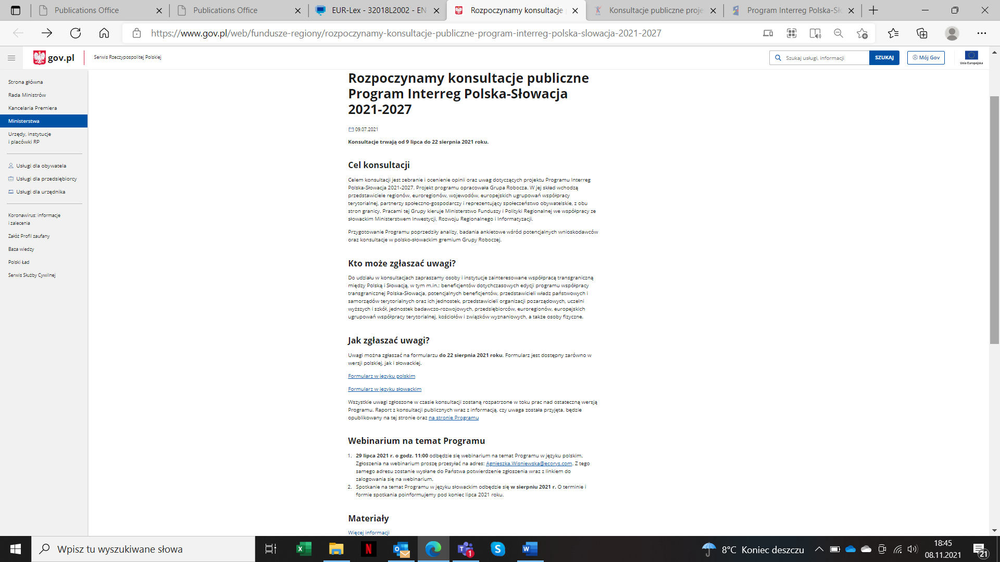 Publications Office
Publications Office
EUR-Lex - 32018L2002 - EN
Rozpoczynamy konsultacje
Konsultacje publiczne proje
Program Interreg Polska-Sł
https://www.gov.pl/web/fundusze-regiony/rozpoczynamy-konsultacje-publiczne-program-interreg-polska-slowacja-2021-2027
gov.pl
Serwis Rzeczypospolitej Polskiej
Szukaj usługi, informacji
SZUKAJ
Mój Gov
Unia Europejska
Strona główna
Rada Ministrów
Kancelaria Premiera
Ministerstwa
Urzędy, instytucje
i placówki RP
Usługi dla obywatela
Usługi dla przedsiębiorcy
Usługi dla urzędnika
Koronawirus: informacje
i zalecenia
Załóż Profil zaufany
Baza wiedzy
Polski Ład
Serwis Służby Cywilnej
Rozpoczynamy konsultacje publiczne
Program Interreg Polska-Słowacja
2021-2027
09.07.2021
Konsultacje trwają od 9 lipca do 22 sierpnia 2021 roku.
Cel konsultacji
Celem konsultacji jest zebranie i ocenienie opinii oraz uwag dotyczących projektu Programu Interreg
Polska-Słowacja 2021-2027. Projekt programu opracowała Grupa Robocza. W jej skład wchodzą
przedstawiciele regionów, euroregionów, wojewodów, europejskich ugrupowań współpracy
terytorialnej, partnerzy społeczno-gospodarczy i reprezentujący społeczeństwo obywatelskie, z obu
stron granicy. Pracami tej Grupy kieruje Ministerstwo Funduszy i Polityki Regionalnej we współpracy ze
słowackim Ministerstwem Inwestycji, Rozwoju Regionalnego i Informatyzacji.
Przygotowanie Programu poprzedziły analizy, badania ankietowe wśród potencjalnych wnioskodawców
oraz konsultacje w polsko-słowackim gremium Grupy Roboczej.
Kto może zgłaszać uwagi?
Do udziału w konsultacjach zapraszamy osoby i instytucje zainteresowane współpracą transgraniczną
między Polską i Słowacją, w tym m.in.: beneficjentów dotychczasowych edycji programu współpracy
transgranicznej Polska-Słowacja, potencjalnych beneficjentów, przedstawicieli władz państwowych i
samorządów terytorialnych oraz ich jednostek, przedstawicieli organizacji pozarządowych, uczelni
wyższych i szkół, jednostek badawczo-rozwojowych, przedsiębiorców, euroregionów, europejskich
ugrupowań współpracy terytorialnej, kościołów i związków wyznaniowych, a także osoby fizyczne.
Jak zgłaszać uwagi?
Uwagi można zgłaszać na formularzu do 22 sierpnia 2021 roku. Formularz jest dostępny zarówno w
wersji polskiej, jak i słowackiej.
Formularz w języku polskim
Formularz w języku słowackim
Wszystkie uwagi zgłoszone w czasie konsultacji zostaną rozpatrzone w toku prac nad ostateczną wersją
Programu. Raport z konsultacji publicznych wraz z informacją, czy uwaga została przyjęta, będzie
opublikowany na tej stronie oraz na stronie Programu
Webinarium na temat Programu
1. 29 lipca 2021 r. o godz. 11:00 odbędzie się webinarium na temat Programu w języku polskim.
Zgłoszenia na webinarium proszę przesyłać na adres: Agnieszka.Wisniewska@ecorys.com. Z tego
samego adresu zostanie wysłane do Państwa potwierdzenie zgłoszenia wraz z linkiem do
zalogowania się na webinarium.
2. Spotkanie na temat Programu w języku słowackim odbędzie się w sierpniu 2021 r. O terminie i
formie spotkania poinformujemy pod koniec lipca 2021 roku.
Materiały
Więcej informacji
Wpisz tu wyszukiwane słowa
8°C Koniec deszczu
18:45
08.11.2021
21